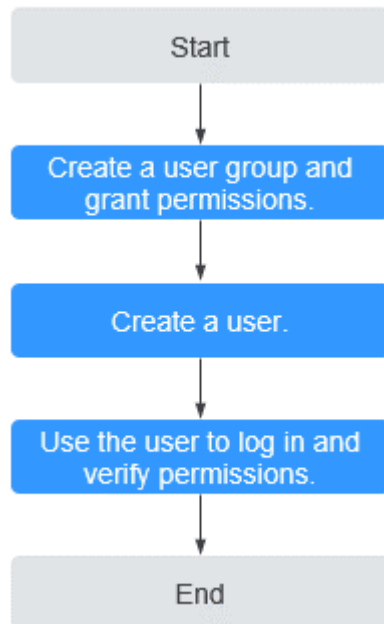 Start
Create a user group and
grant permissions.
Create a user.
Use the user to log in and
verify permissions.
End